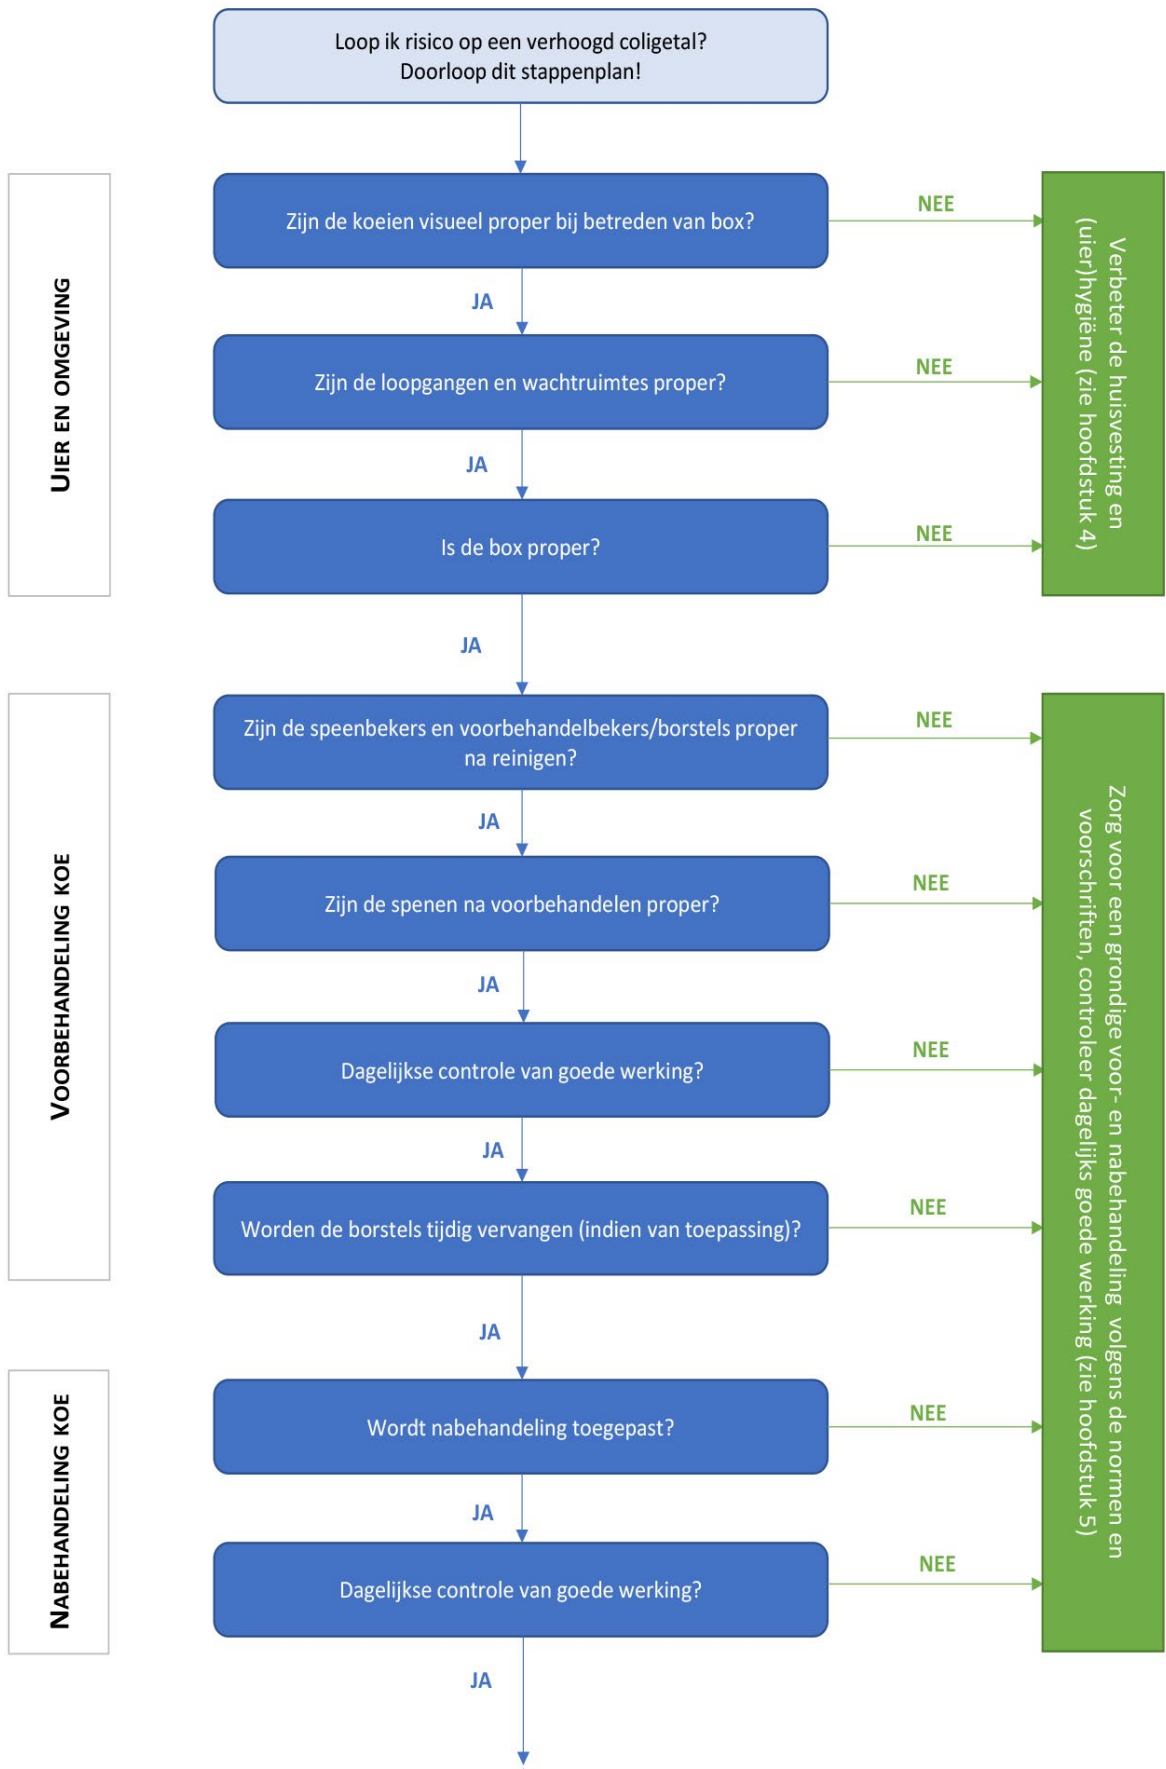 Loop ik risico op een verhoogd coligetal?
Doorloop dit stappenplan!
UIER EN OMGEVING
Zijn de koeien visueel proper bij betreden van box?
NEE
JA
Zijn de loopgangen en wachtruimtes proper?
NEE
JA
Is de box proper?
NEE
Verbeter de huisvesting en
(uier)hygiëne (zie hoofdstuk 4)
JA
VOORBEHANDELING KOE
Zijn de speenbekers en voorbehandelbekers/borstels proper
na reinigen?
NEE
JA
Zijn de spenen na voorbehandelen proper?
NEE
JA
Dagelijkse controle van goede werking?
NEE
JA
Worden de borstels tijdig vervangen (indien van toepassing)?
NEE
JA
NABEHANDELING KOE
Wordt nabehandeling toegepast?
NEE
JA
Dagelijkse controle van goede werking?
NEE
Zorg voor een grondige voor- en nabehandeling volgens de normen en
voorschriften, controleer dagelijks goede werking (zie hoofdstuk 5)
JA